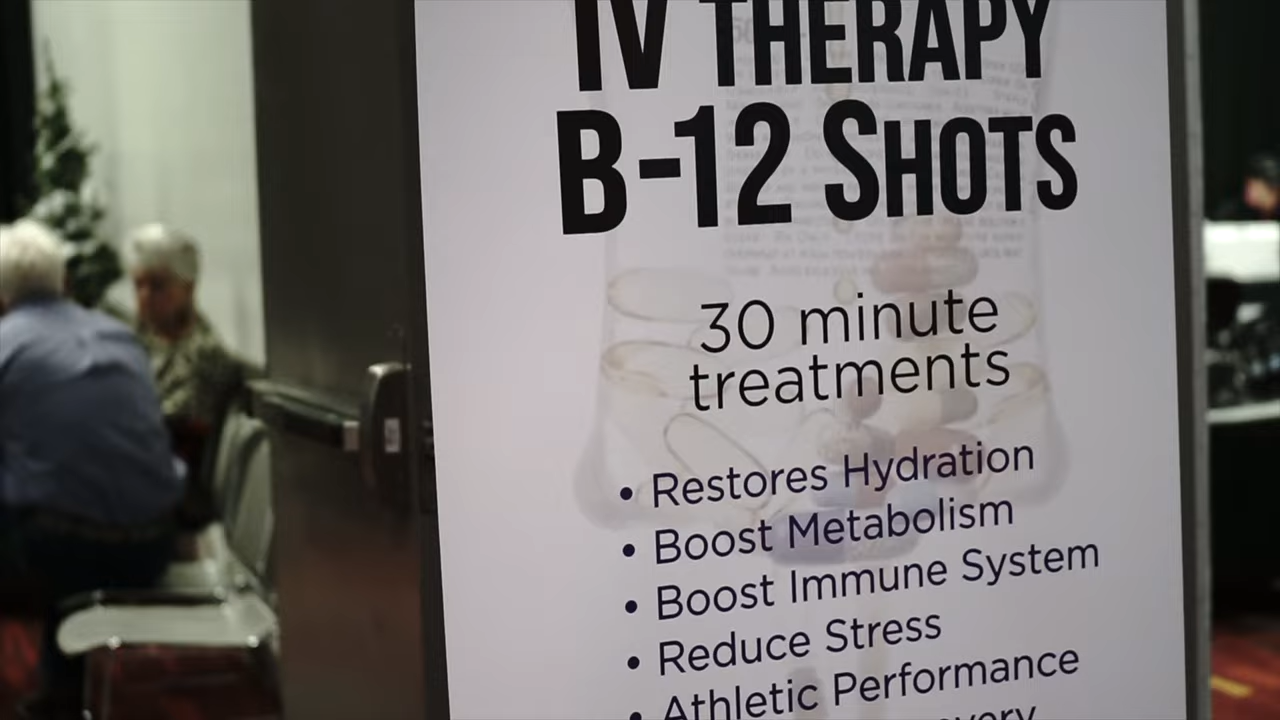 IV THERAPY
B-12 SHOTS
30 minute
treatments
• Restores Hydration
• Boost Metabolism
• Boost Immune System
• Reduce Stress
• Athletic Performance